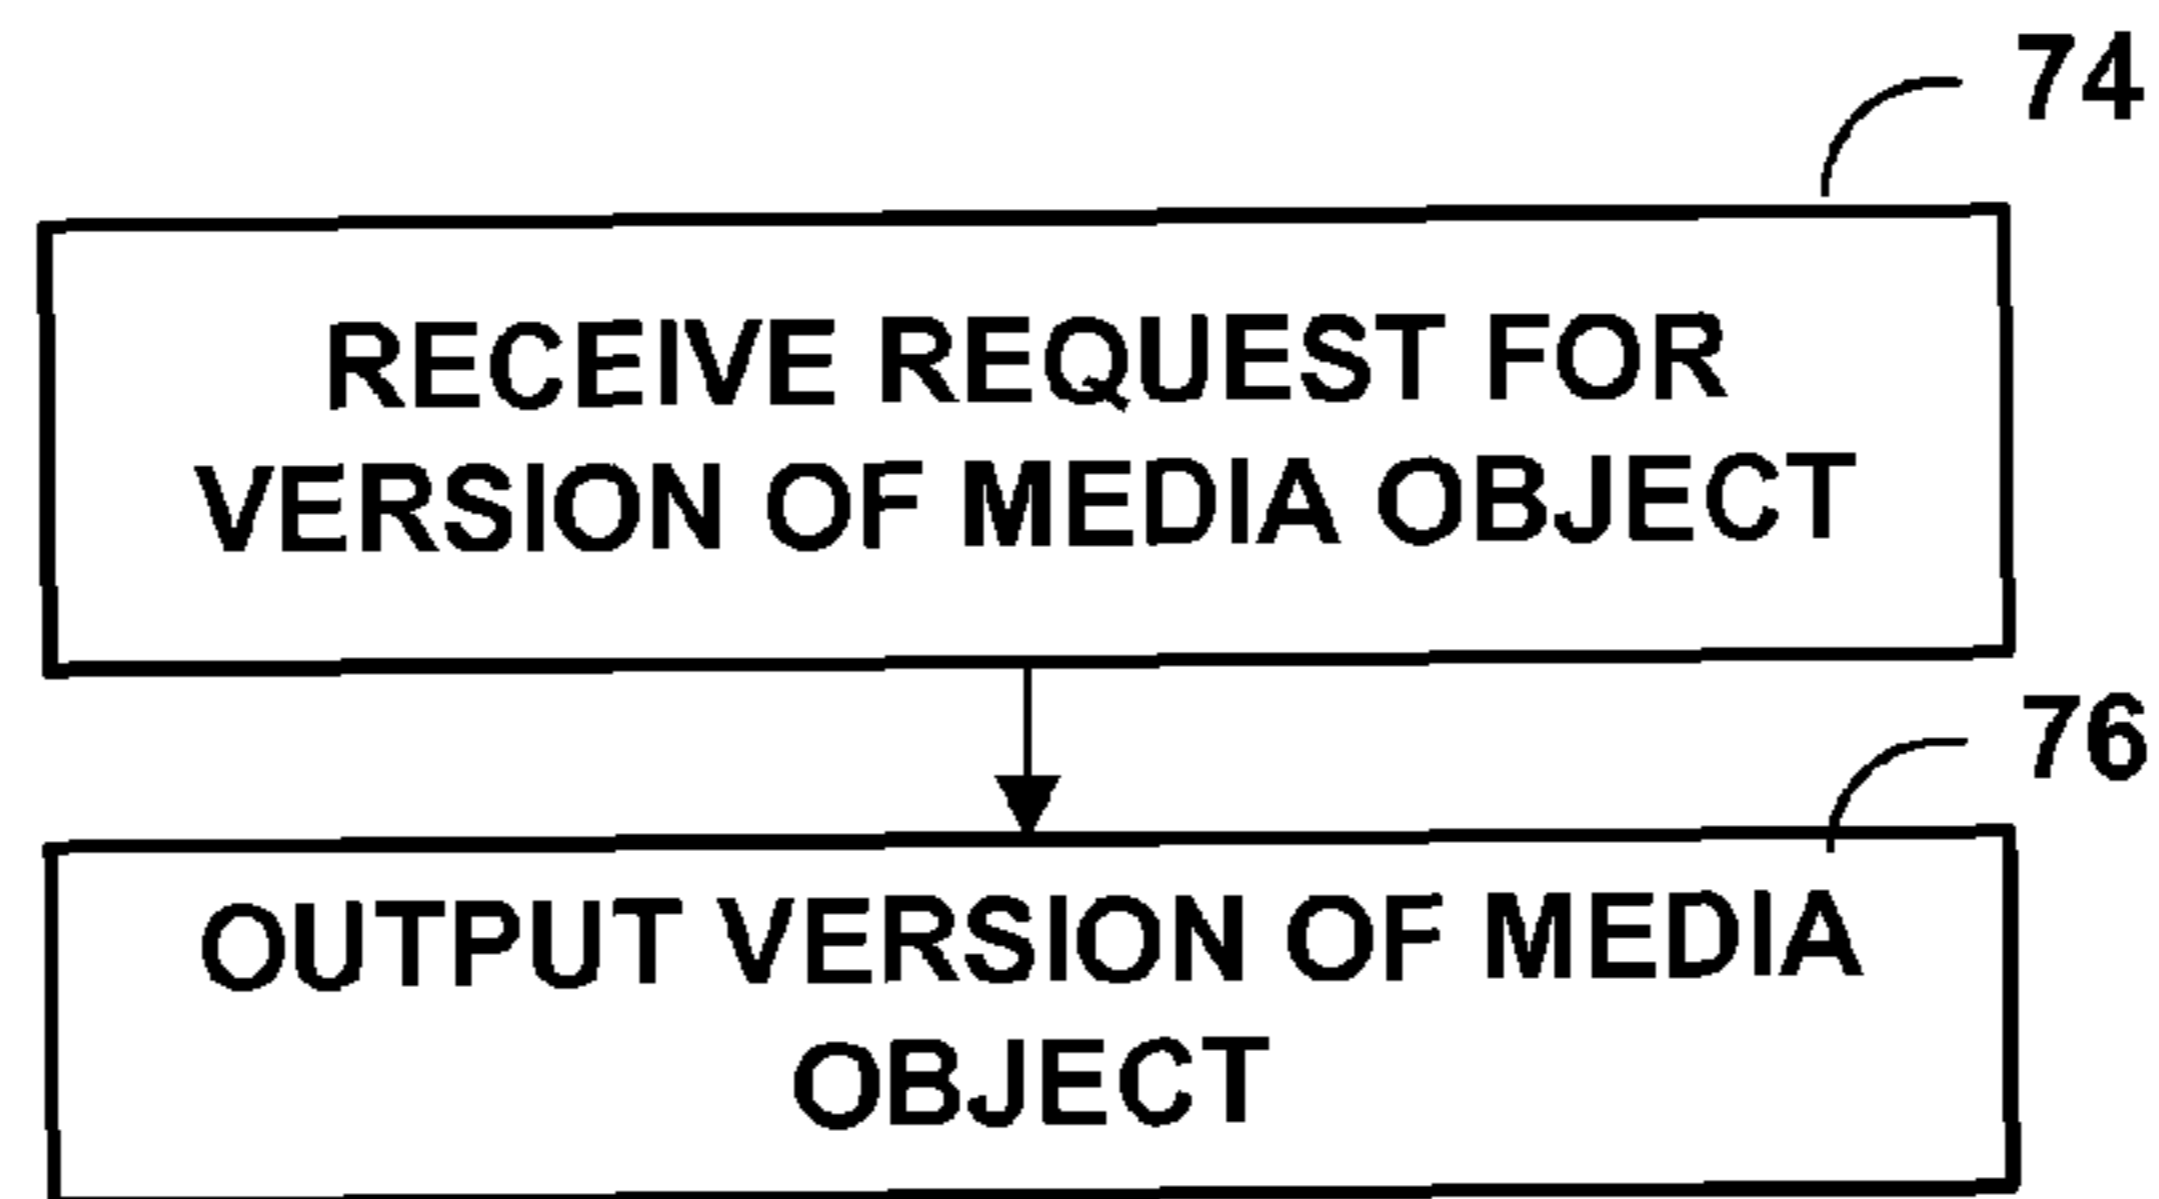 74
RECEIVE REQUEST FOR
VERSION OF MEDIA OBJECT
76
OUTPUT VERSION OF MEDIA
OBJECT